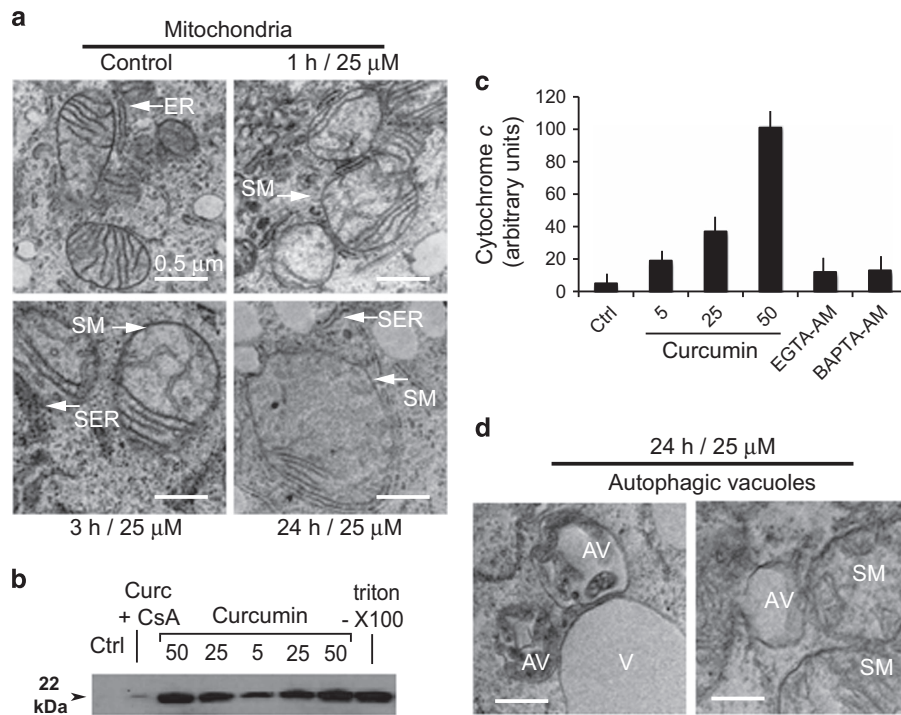 a
Mitochondria
Control
1 h / 25 μM
ER
SM
0.5 μm
SM
SER
SER
SM
3 h / 25 μM
24 h / 25 μM
b
Curc
+ CsA
Ctrl
Curcumin
50 25 5 25 50
- triton
X100
22
kDa
c
Cytochrome c
(arbitrary units)
120
100
80
60
40
20
0
Ctrl
5
25
50
EGTA-AM
BAPTA-AM
Curcumin
d
24 h / 25 μM
Autophagic vacuoles
AV
AV
V
AV
SM
SM